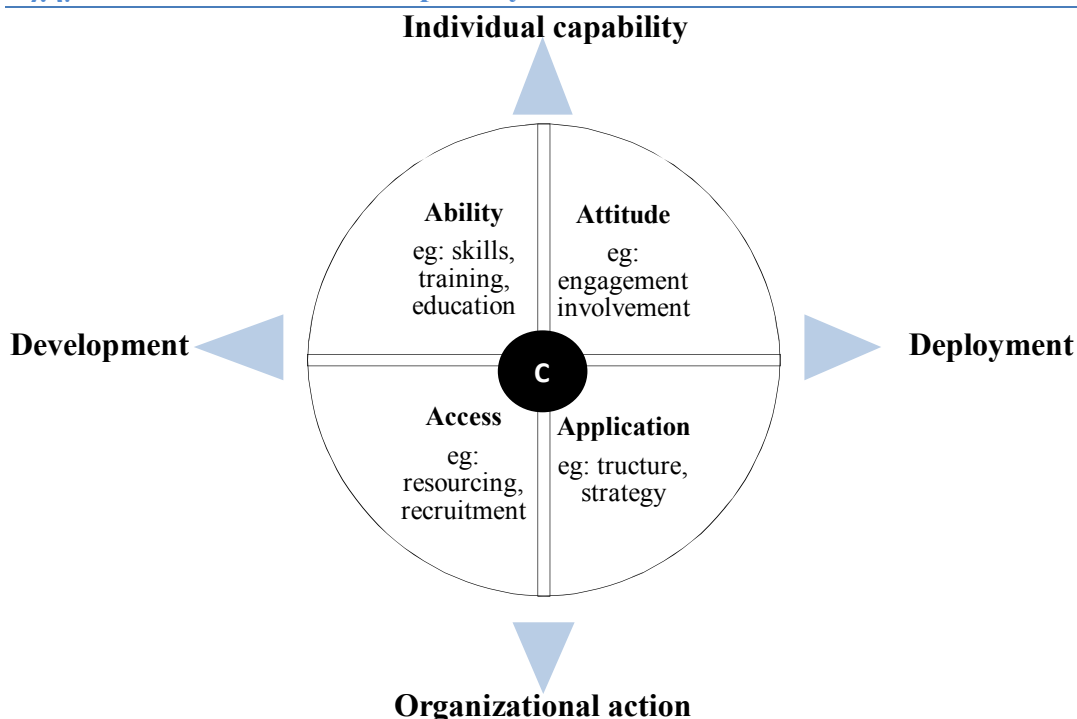 Individual capability
Ability
eg: skills,
training,
education
Attitude
eg:
engagement
involvement
Development
Deployment
C
Access
eg:
resourcing,
recruitment
Application
eg: tructure,
strategy
Organizational action